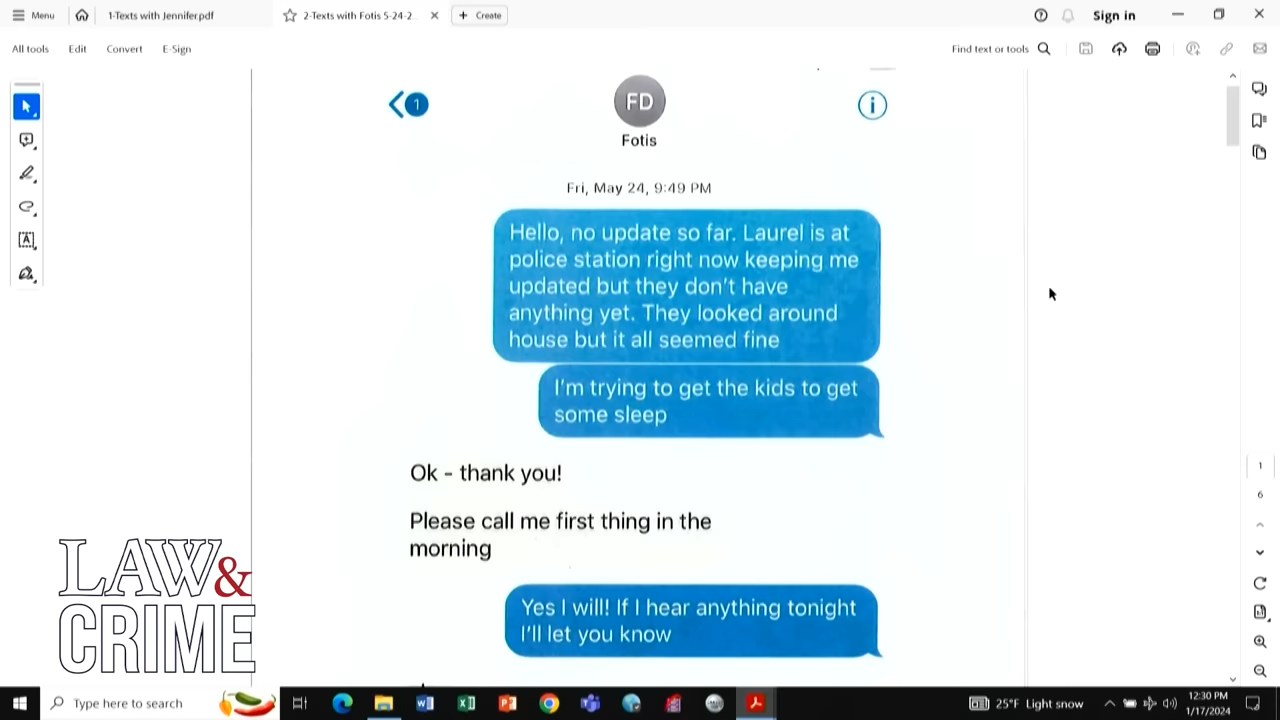 Menu
1-Texts with Jennifer.pdf
2-Texts with Fotis 5-24-2
Create
Sign in
All tools
Edit
Convert
E-Sign
Find text or tools
1
FD
Fotis
Fri, May 24, 9:49 PM
Hello, no update so far. Laurel is at
police station right now keeping me
updated but they don't have
anything yet. They looked around
house but it all seemed fine
I'm trying to get the kids to get
some sleep
Ok - thank you!
Please call me first thing in the
morning
Yes I will! If I hear anything tonight
I'll let you know
1
6
LAW&
CRIME
Type here to search
25°F Light snow
12:30 PM
1/17/2024